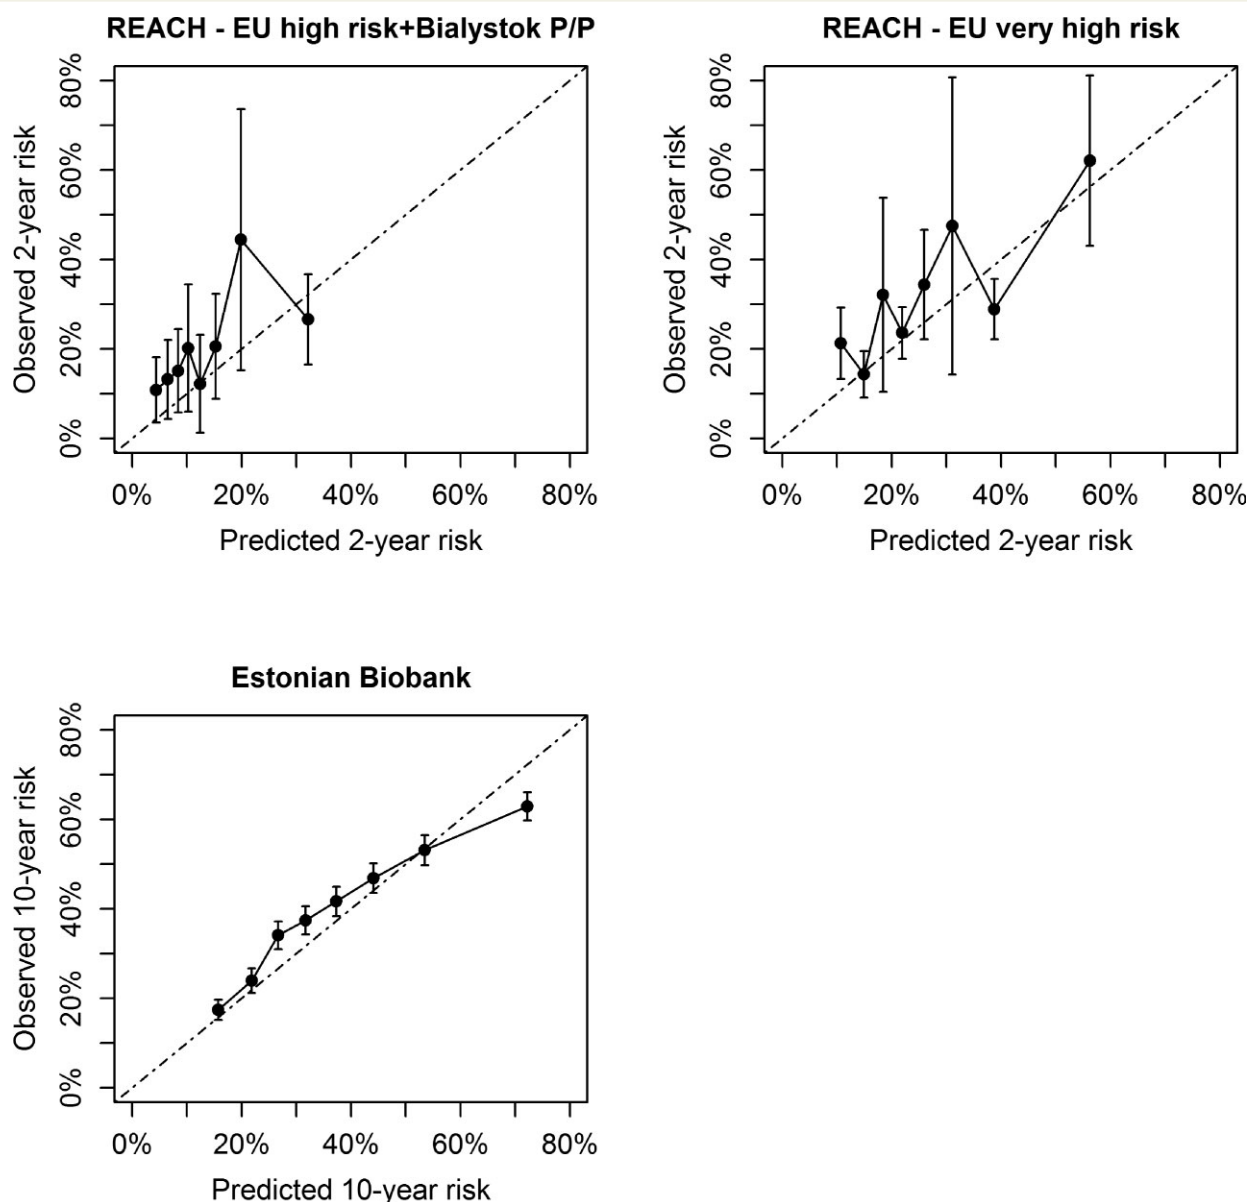 REACH - EU high risk+Bialystok P/P
80%
60%
40%
20%
0%
Observed 2-year risk
0% 20% 40% 60% 80%
Predicted 2-year risk
REACH - EU very high risk
80%
60%
40%
20%
0%
Observed 2-year risk
0% 20% 40% 60% 80%
Predicted 2-year risk
Estonian Biobank
80%
60%
40%
20%
0%
Observed 10-year risk
0% 20% 40% 60% 80%
Predicted 10-year risk